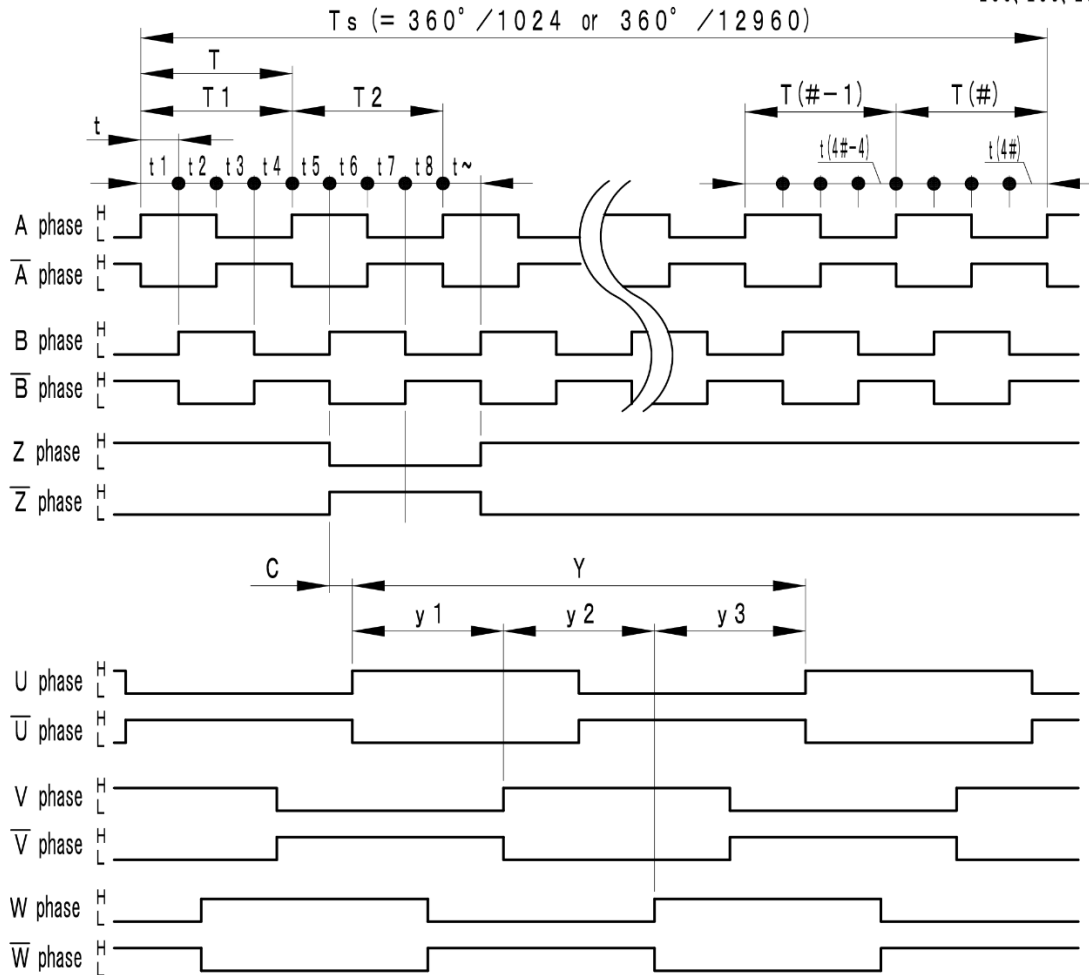 Ts (= 360° /1024 or 360° /12960)
T
T1 T2 T(#-1) T(#)
t
t1 t2 t3 t4 t5 t6 t7 t8 t~ t(4#-4) t(4#)
A phase H L
A̅ phase H L
B phase H L
B̅ phase H L
Z phase H L
Z̅ phase H L
C Y
y1 y2 y3
U phase H L
U̅ phase H L
V phase H L
V̅ phase H L
W phase H L
W̅ phase H L